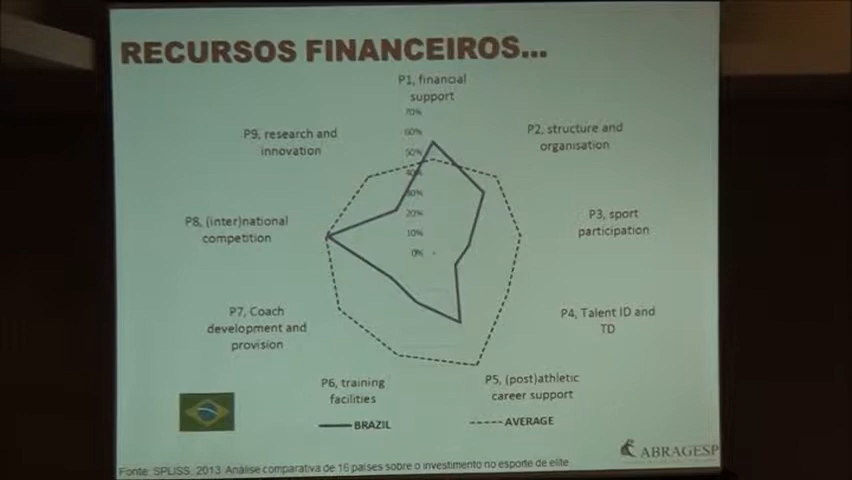 RECURSOS FINANCEIROS...
P1, financial
support
70%
60%
50%
40%
30%
20%
10%
0%
P2, structure and
organisation
P3, sport
participation
P4, Talent ID and
TD
P5, (post)athletic
career support
P6, training
facilities
P7, Coach
development and
provision
P8, (inter)national
competition
P9, research and
innovation
BRAZIL
AVERAGE
ABRAGESP
Fonte: SPLISS, 2013. Análise comparativa de 16 países sobre o investimento no esporte de elite